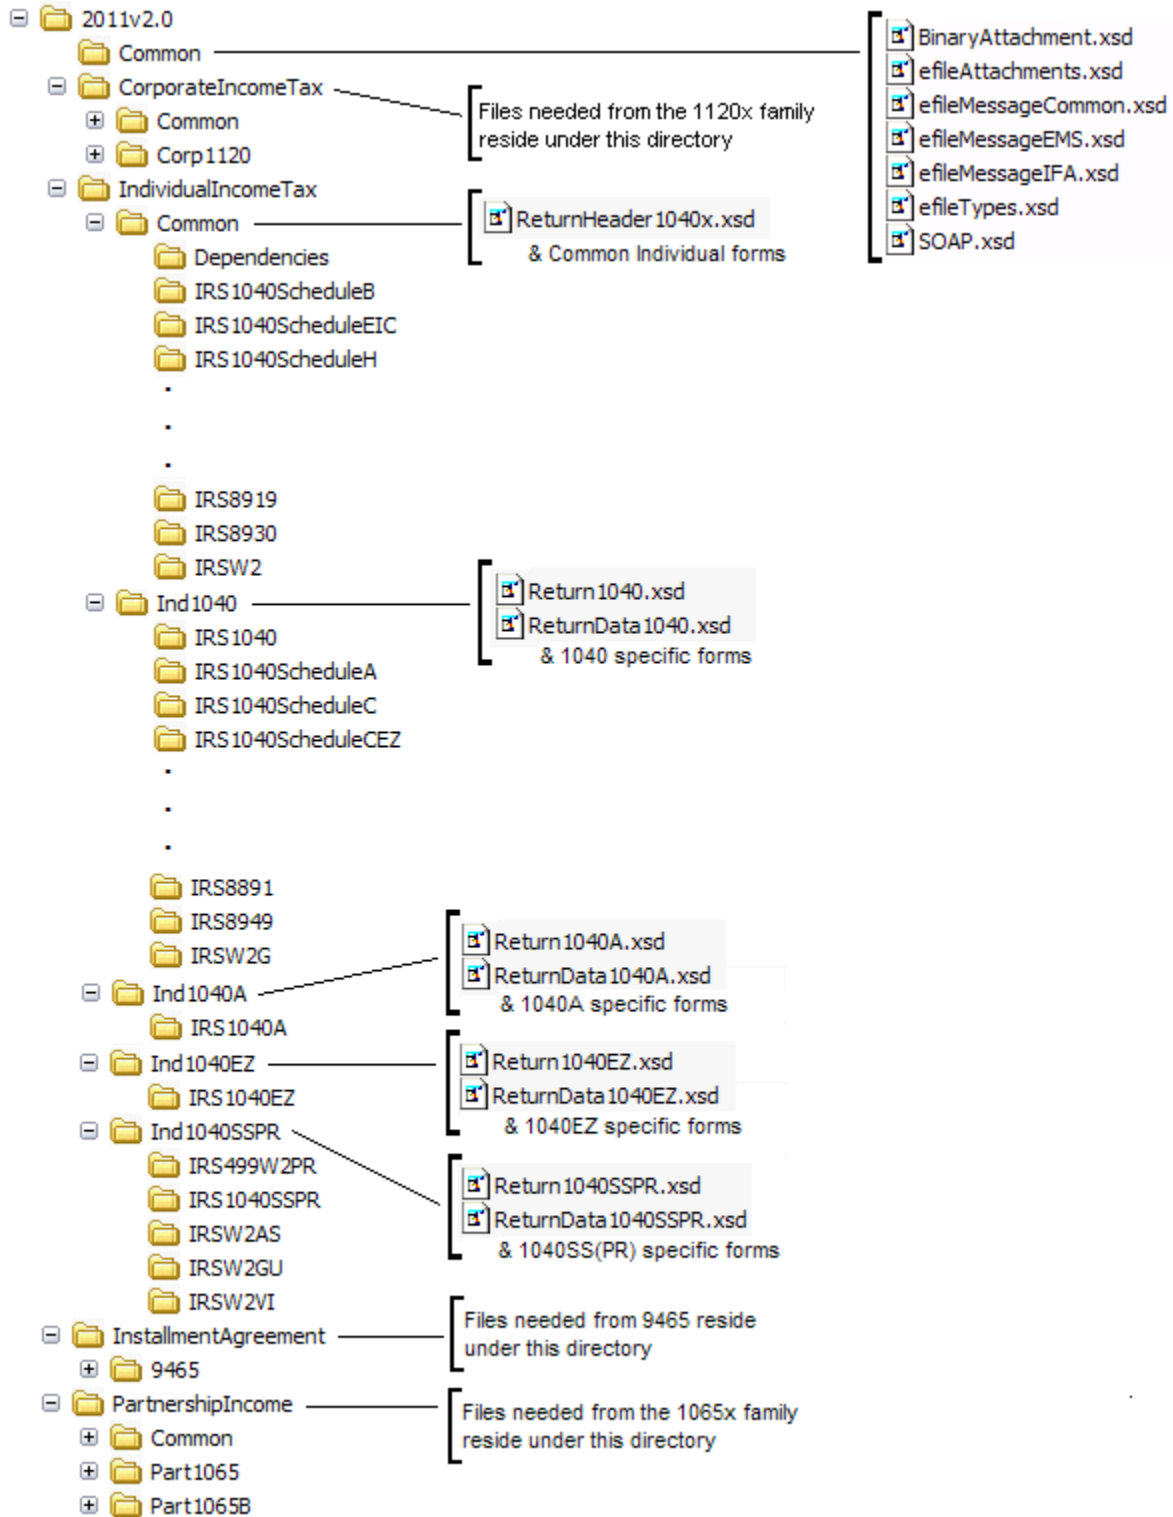 2011v2.0
Common
BinaryAttachment.xsd
efileAttachments.xsd
efileMessageCommon.xsd
efileMessageEMS.xsd
efileMessageIFA.xsd
efileTypes.xsd
SOAP.xsd
CorporateIncomeTax
Files needed from the 1120x family
reside under this directory
Common
Corp1120
IndividualIncomeTax
Common
ReturnHeader1040x.xsd
& Common Individual forms
Dependencies
IRS1040ScheduleB
IRS1040ScheduleEIC
IRS1040ScheduleH
.
.
.
IRS8919
IRS8930
IRSW2
Ind1040
Return1040.xsd
ReturnData1040.xsd
& 1040 specific forms
IRS1040
IRS1040ScheduleA
IRS1040ScheduleC
IRS1040ScheduleCEZ
.
.
.
IRS8891
IRS8949
IRSW2G
Ind1040A
Return1040A.xsd
ReturnData1040A.xsd
& 1040A specific forms
IRS1040A
Ind1040EZ
Return1040EZ.xsd
ReturnData1040EZ.xsd
& 1040EZ specific forms
IRS1040EZ
Ind1040SSPR
Return1040SSPR.xsd
ReturnData1040SSPR.xsd
& 1040SS(PR) specific forms
IRS499W2PR
IRS1040SSPR
IRSW2AS
IRSW2GU
IRSW2VI
InstallmentAgreement
Files needed from 9465 reside
under this directory
9465
PartnershipIncome
Files needed from the 1065x family
reside under this directory
Common
Part1065
Part1065B